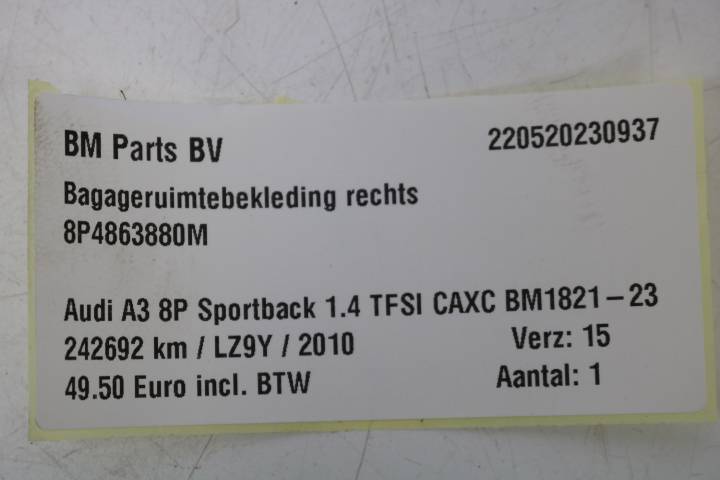 BM Parts BV 220520230937
Bagageruimtebekleding rechts
8P4863880M
Audi A3 8P Sportback 1.4 TFSI CAXC BM1821-23
242692 km / LZ9Y / 2010 Verz: 15
49.50 Euro incl. BTW Aantal: 1